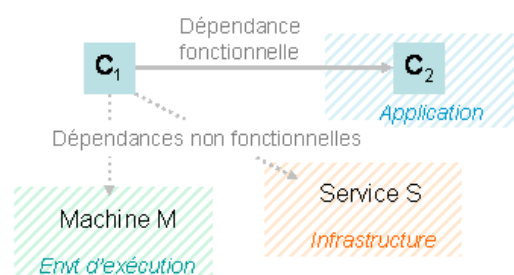 Dépendance
fonctionnelle
C₁
C₂
Application
Dépendances non fonctionnelles
Service S
Machine M
Infrastructure
Envt d'exécution